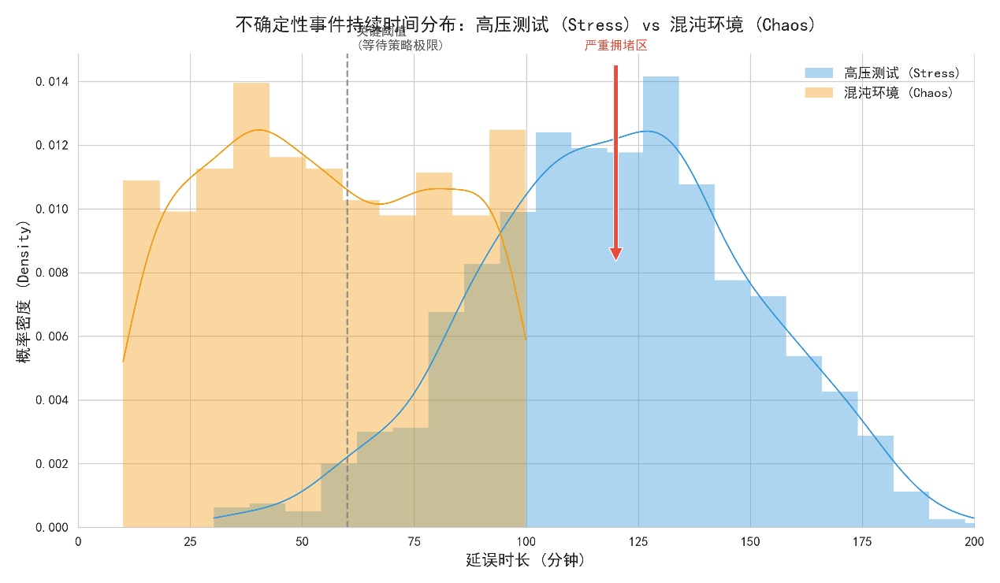 不确定性事件持续时间分布：高压测试 (Stress) vs 混沌环境 (Chaos)
关键阈值
(等待策略极限)
严重拥堵区
高压测试 (Stress)
混沌环境 (Chaos)
概率密度 (Density)
0.014
0.012
0.010
0.008
0.006
0.004
0.002
0.000
0 25 50 75 100 125 150 175 200
延误时长 (分钟)